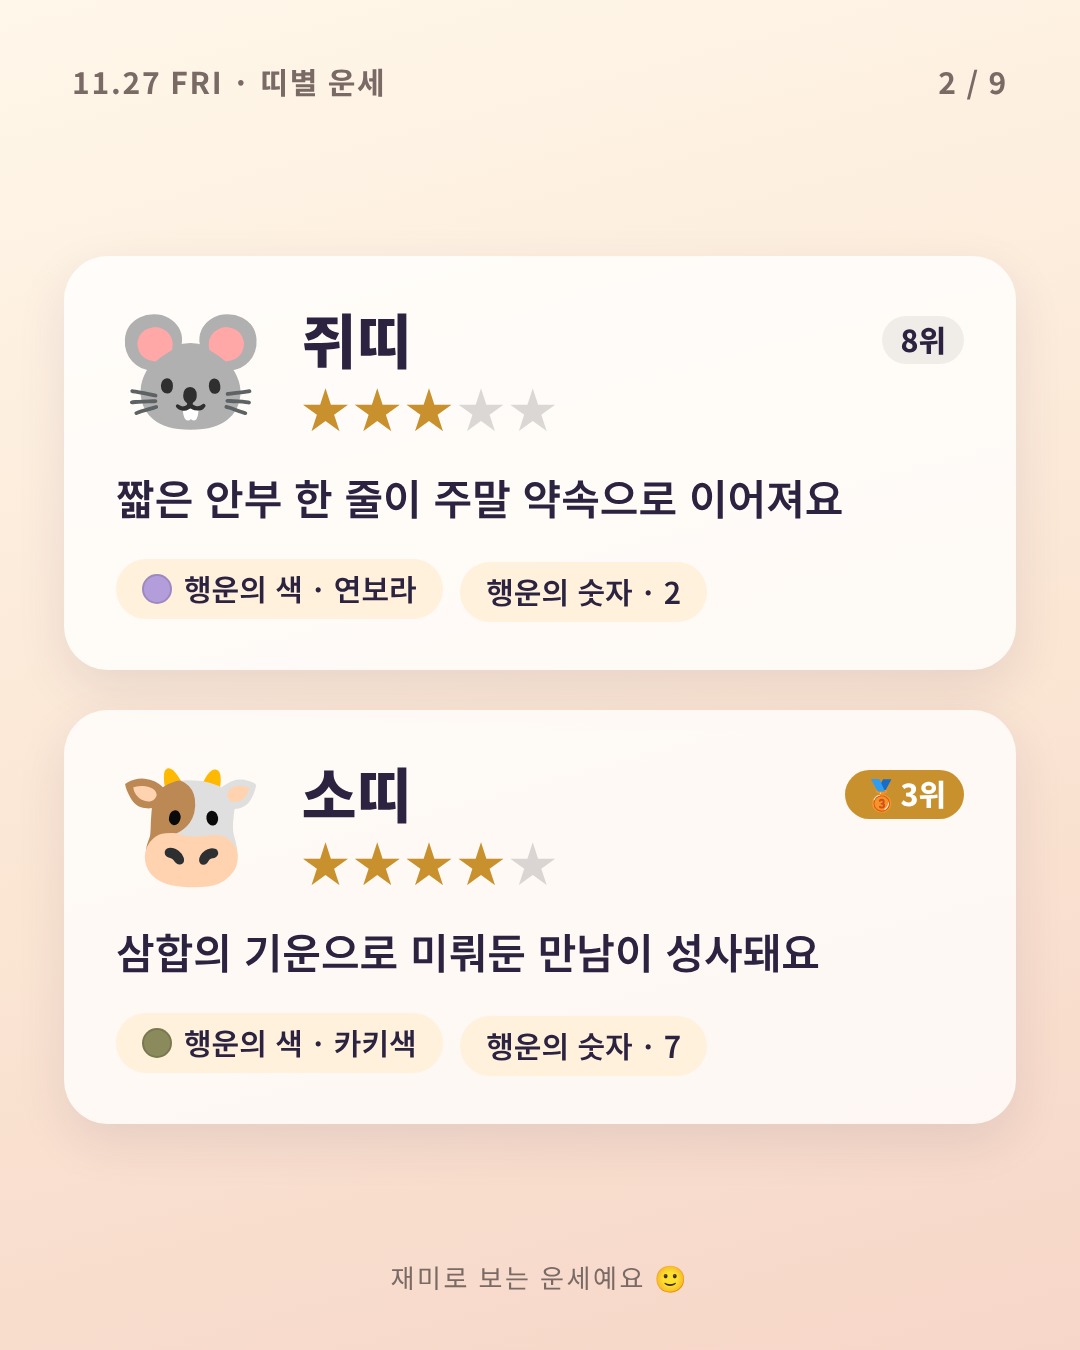 11.27 FRI · 띠별 운세
2 / 9
쥐띠
8위
★★★★★
짧은 안부 한 줄이 주말 약속으로 이어져요
행운의 색 · 연보라
행운의 숫자 · 2
소띠
🥉 3위
★★★★★
삼합의 기운으로 미뤄둔 만남이 성사돼요
행운의 색 · 카키색
행운의 숫자 · 7
재미로 보는 운세예요 🙂